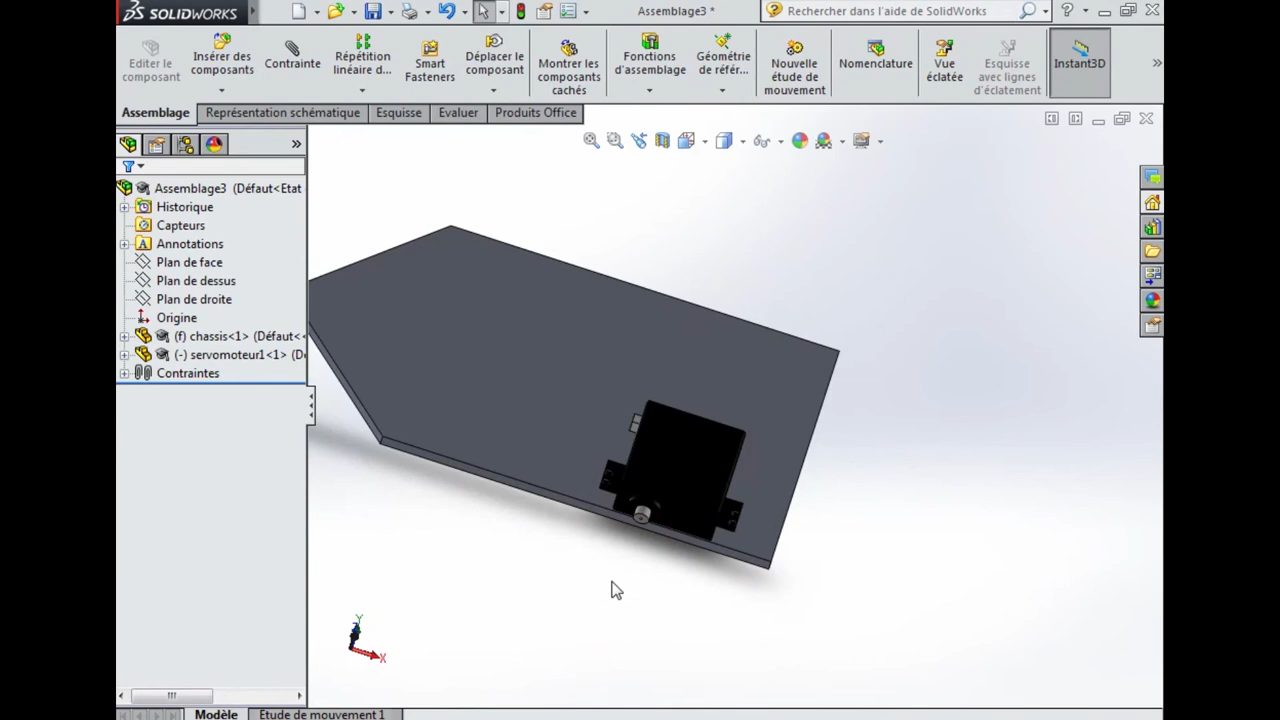 SOLIDWORKS
Assemblage3 *
Rechercher dans l'aide de SolidWorks
Editer le composant
Insérer des composants
Contrainte
Répétition linéaire d...
Smart Fasteners
Déplacer le composant
Montrer les composants cachés
Fonctions d'assemblage
Géométrie de référ...
Nouvelle étude de mouvement
Nomenclature
Vue éclatée
Esquisse avec lignes d'éclatement
Instant3D
Assemblage
Représentation schématique
Esquisse
Evaluer
Produits Office
Assemblage3 (Défaut<Etat
Historique
Capteurs
Annotations
Plan de face
Plan de dessus
Plan de droite
Origine
(f) chassis<1> (Défaut<
(-) servomoteur1<1> (D
Contraintes
Y
X
Modèle
Etude de mouvement 1